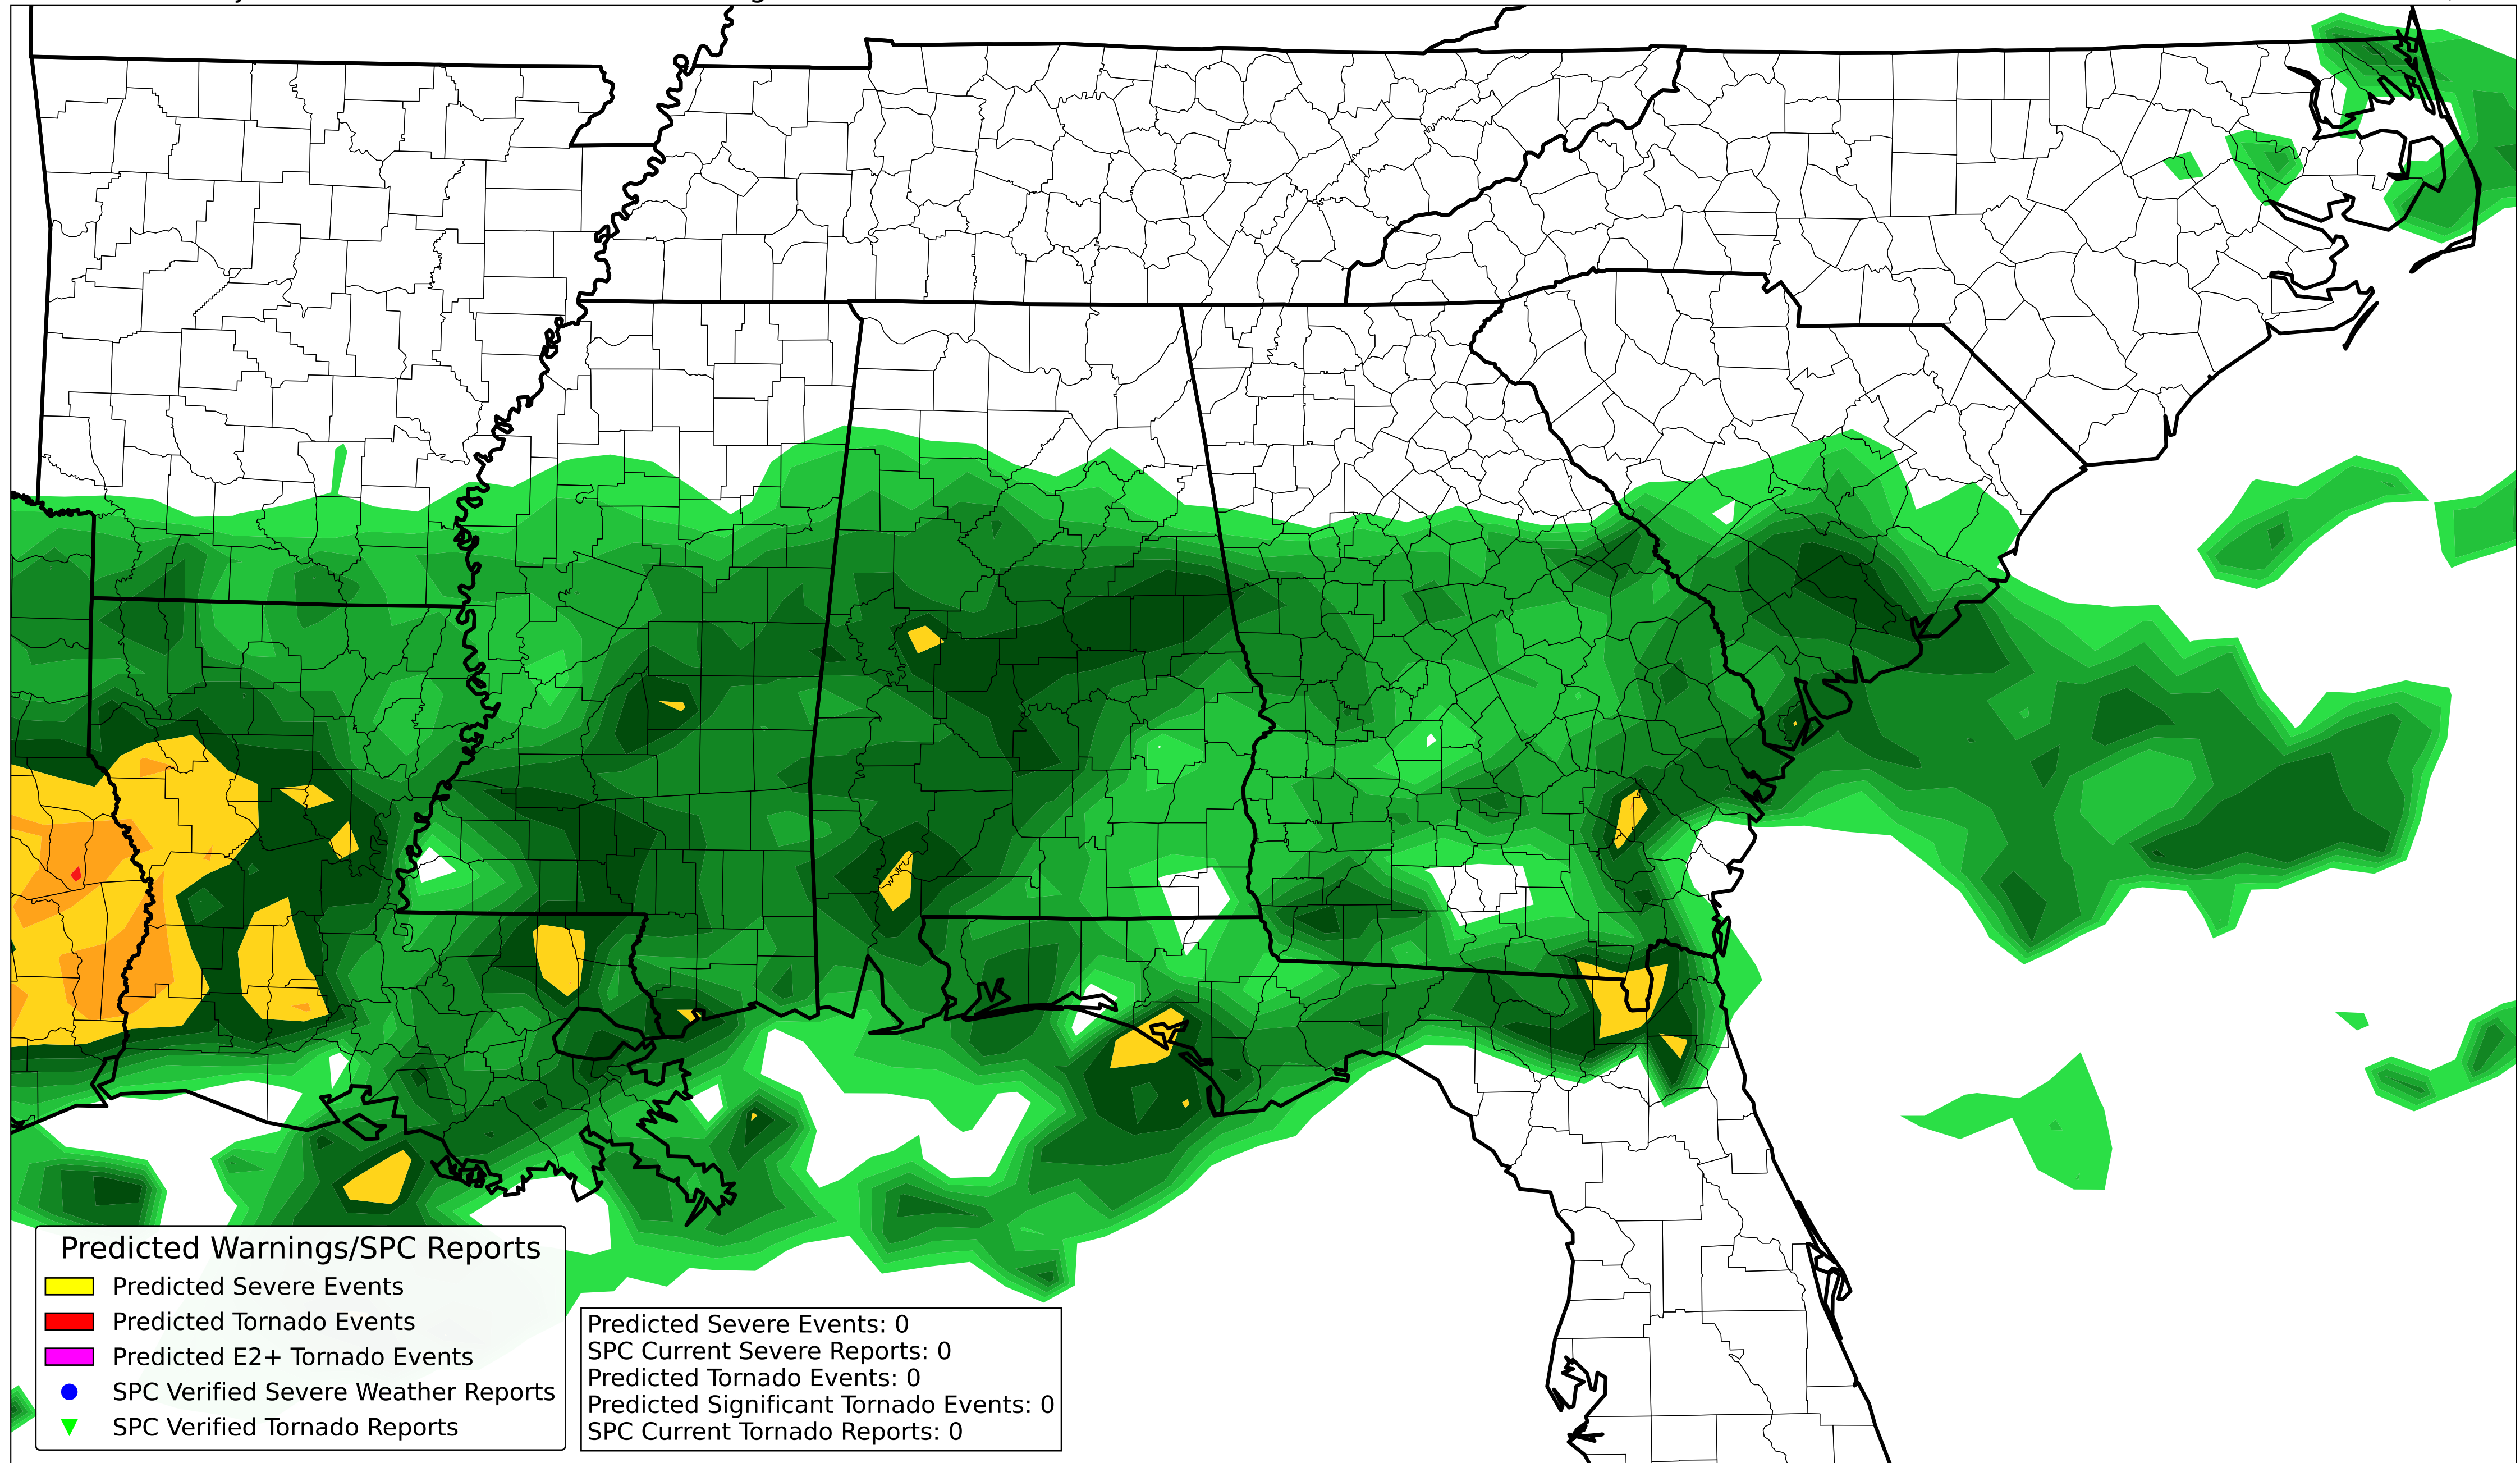 Predicted Warnings/SPC Reports
Predicted Severe Events
Predicted Tornado Events
Predicted E2+ Tornado Events
SPC Verified Severe Weather Reports
SPC Verified Tornado Reports
Predicted Severe Events: 0
SPC Current Severe Reports: 0
Predicted Tornado Events: 0
Predicted Significant Tornado Events: 0
SPC Current Tornado Reports: 0